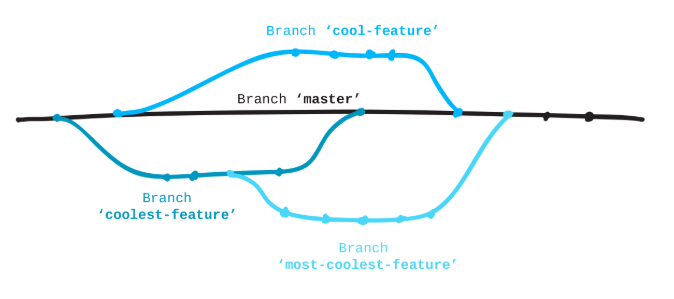 Branch ‘cool-feature’
Branch ‘master’
Branch
‘coolest-feature’
Branch
‘most-coolest-feature’